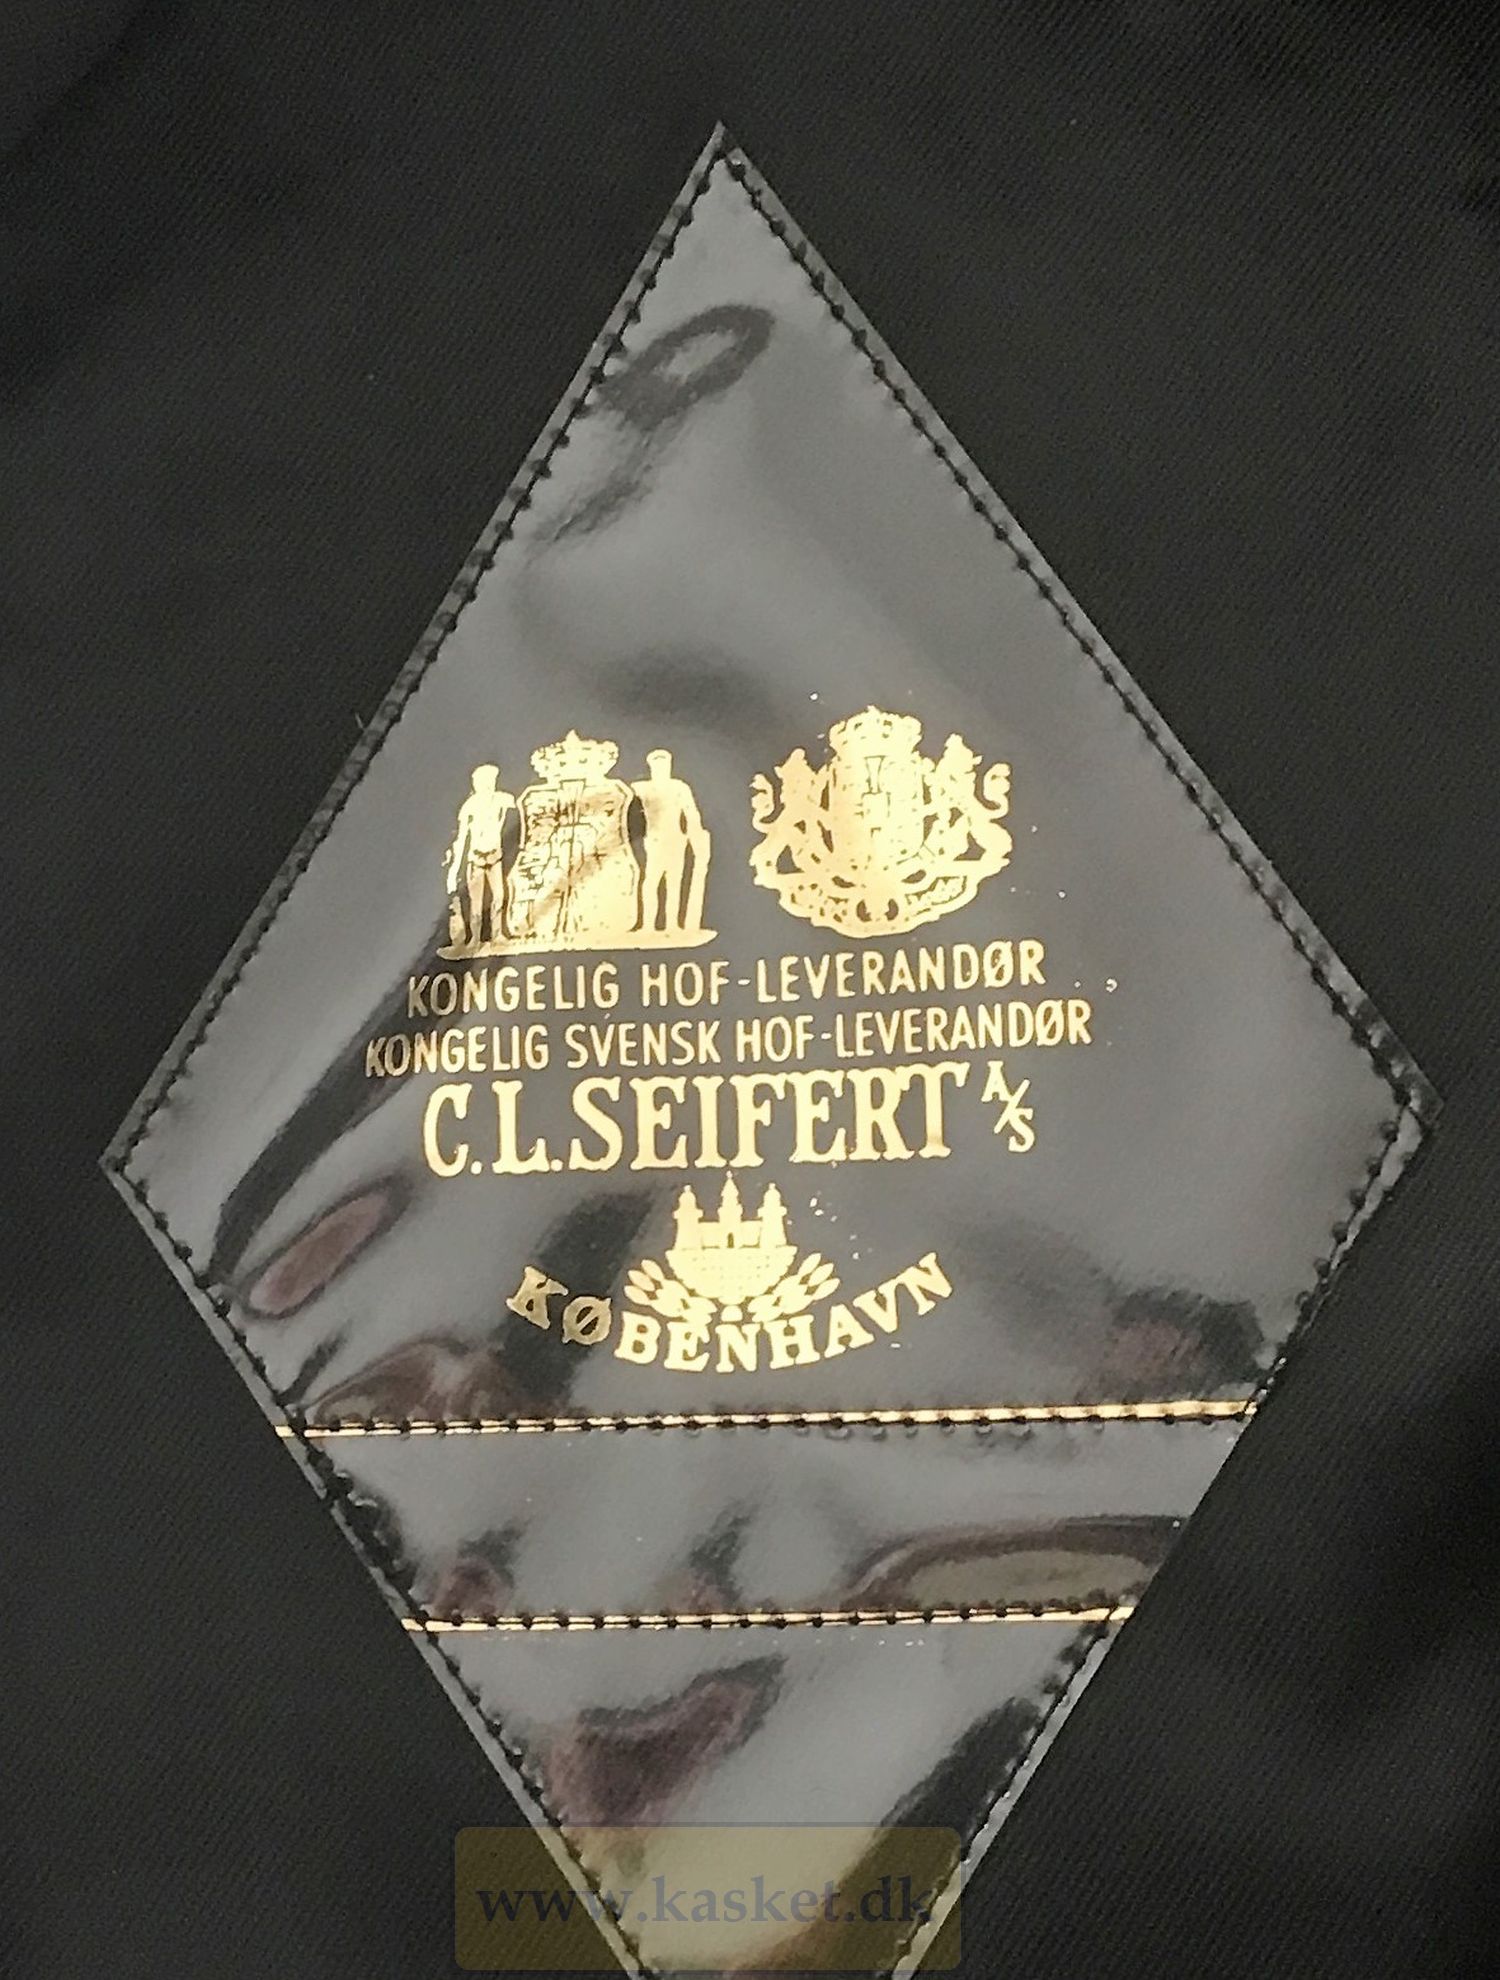 KONGELIG HOF-LEVERANDØR
KONGELIG SVENSK HOF-LEVERANDØR
C.L.SEIFERT A/S
KØBENHAVN
www.kasket.dk